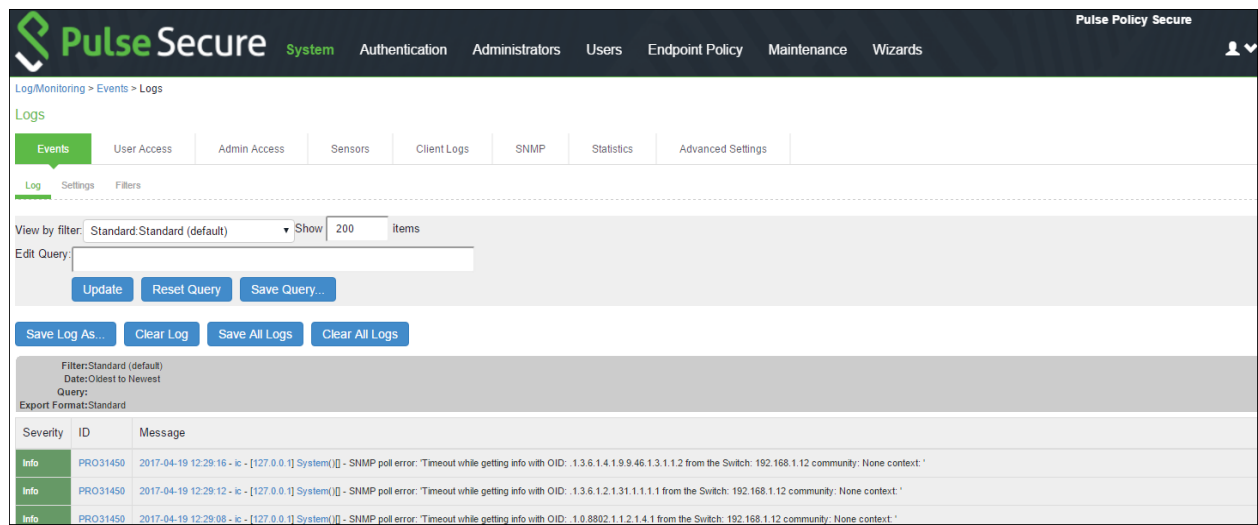 Pulse Policy Secure
Pulse Secure System Authentication Administrators Users Endpoint Policy Maintenance Wizards
Log/Monitoring > Events > Logs
Logs
Events User Access Admin Access Sensors Client Logs SNMP Statistics Advanced Settings
Log Settings Filters
View by filter: Standard:Standard (default) Show 200 items
Edit Query:
Update Reset Query Save Query...
Save Log As... Clear Log Save All Logs Clear All Logs
Filter:Standard (default)
Date:Oldest to Newest
Query:
Export Format:Standard
Severity ID Message
Info PRO31450 2017-04-19 12:29:16 - ic - [127.0.0.1] System()[] - SNMP poll error: 'Timeout while getting info with OID: .1.3.6.1.4.1.9.9.46.1.3.1.1.2 from the Switch: 192.168.1.12 community: None context: '
Info PRO31450 2017-04-19 12:29:12 - ic - [127.0.0.1] System()[] - SNMP poll error: 'Timeout while getting info with OID: .1.3.6.1.2.1.31.1.1.1.1 from the Switch: 192.168.1.12 community: None context: '
Info PRO31450 2017-04-19 12:29:08 - ic - [127.0.0.1] System()[] - SNMP poll error: 'Timeout while getting info with OID: .1.0.8802.1.1.2.1.4.1 from the Switch: 192.168.1.12 community: None context: '